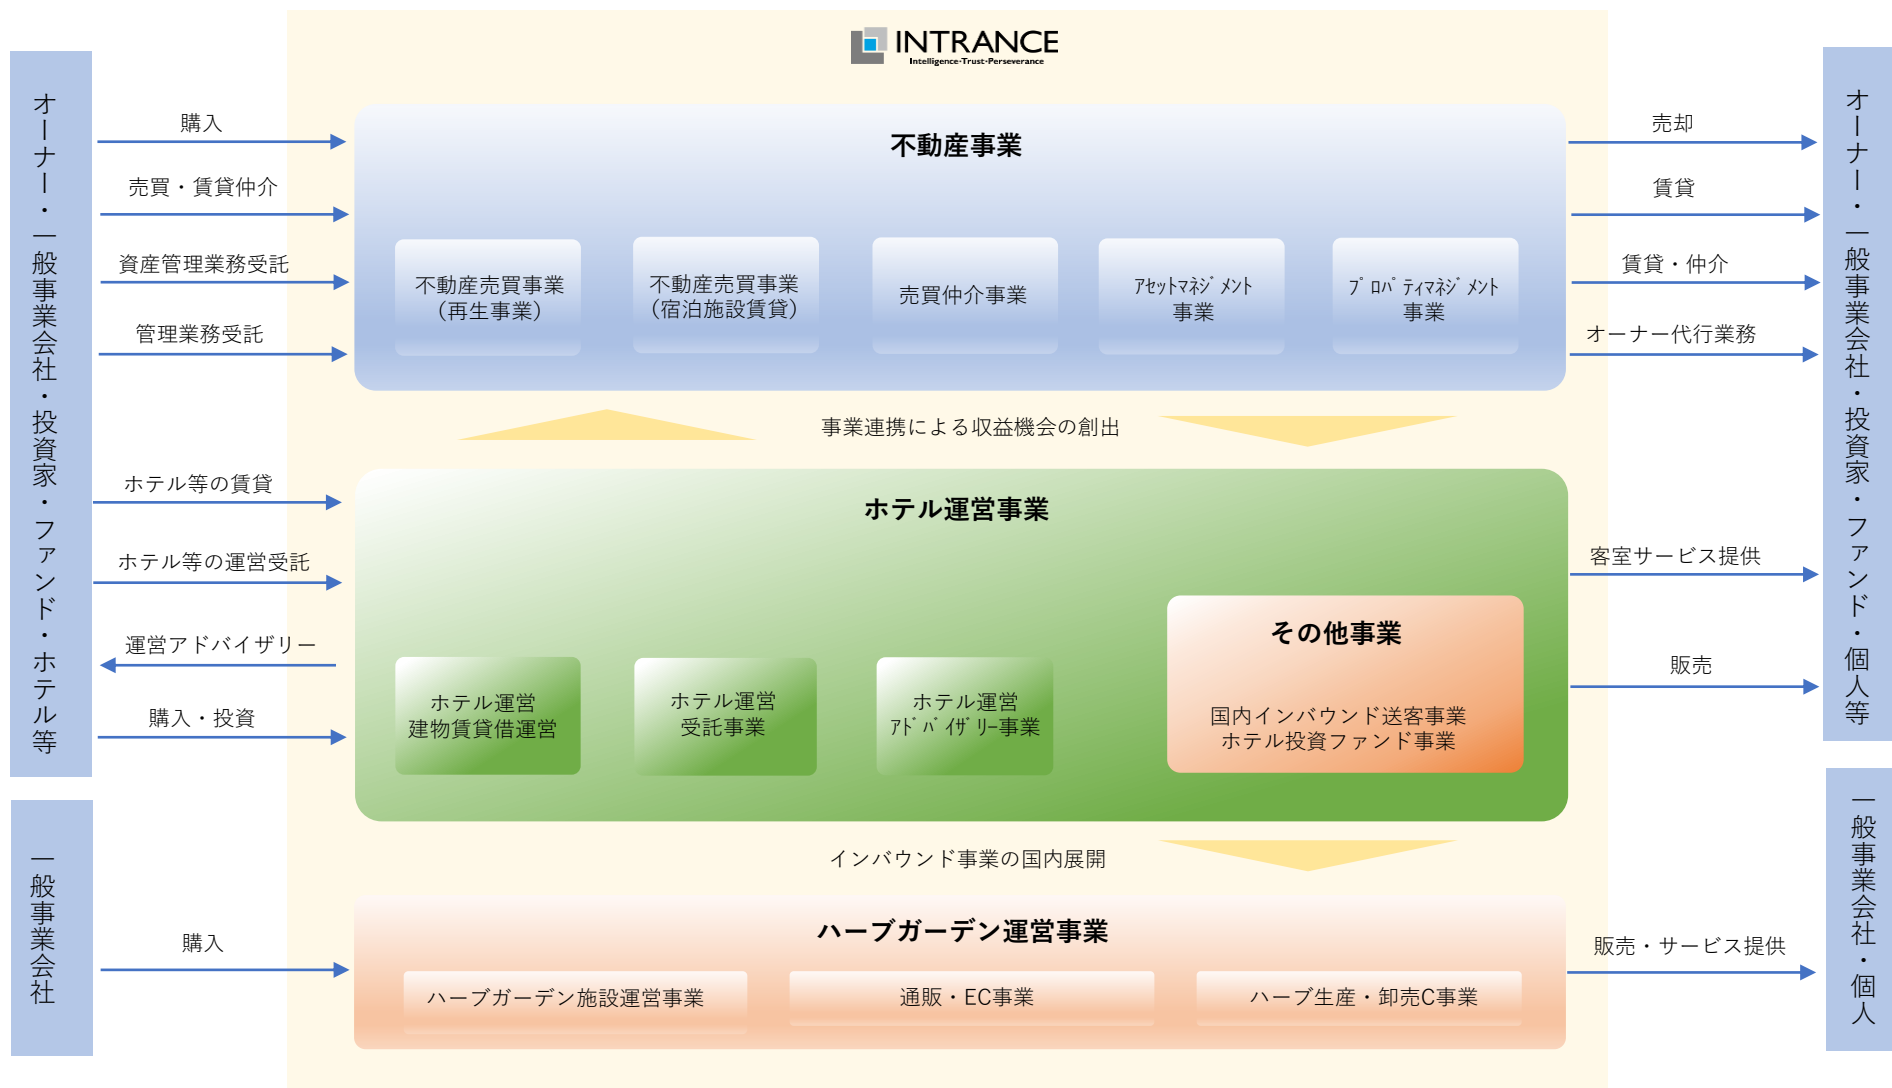 INTRANCE
Intelligence・Trust・Perseverance
オーナー・一般事業会社・投資家・ファンド・ホテル等
一般事業会社
購入
売買・賃貸仲介
資産管理業務受託
管理業務受託
ホテル等の賃貸
ホテル等の運営受託
運営アドバイザリー
購入・投資
購入
不動産事業
不動産売買事業
（再生事業）
不動産売買事業
（宿泊施設賃貸）
売買仲介事業
ｱｾｯﾄﾏﾈｼﾞﾒﾝﾄ
事業
ﾌﾟﾛﾊﾟﾃｨﾏﾈｼﾞﾒﾝﾄ
事業
事業連携による収益機会の創出
ホテル運営事業
ホテル運営
建物賃貸借運営
ホテル運営
受託事業
ホテル運営
ｱﾄﾞﾊﾞｲｻﾞﾘｰ事業
その他事業
国内インバウンド送客事業
ホテル投資ファンド事業
インバウンド事業の国内展開
ハーブガーデン運営事業
ハーブガーデン施設運営事業
通販・EC事業
ハーブ生産・卸売C事業
売却
賃貸
賃貸・仲介
オーナー代行業務
客室サービス提供
販売
販売・サービス提供
オーナー・一般事業会社・投資家・ファンド・個人等
一般事業会社・個人